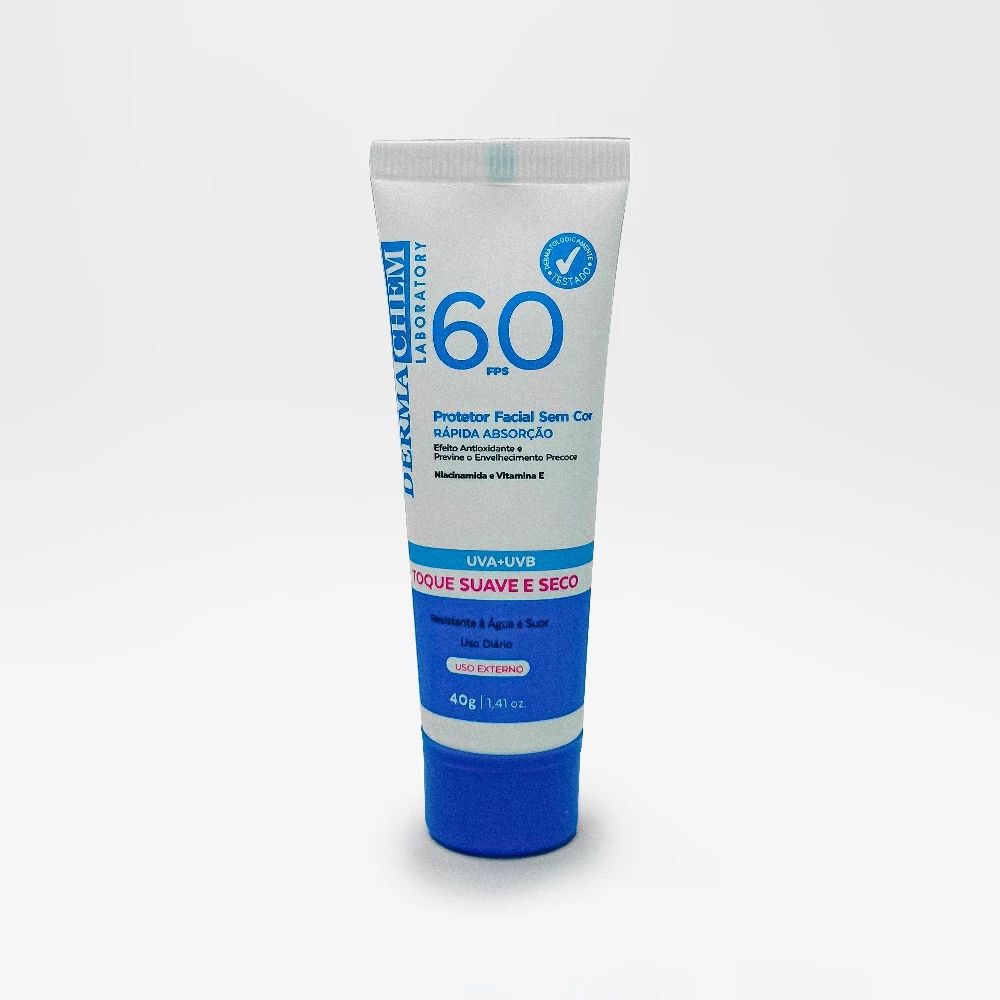 DERMACHEM
LABORATORY
DERMATOLOGICAMENTE
TESTADO
60
FPS
Protetor Facial Sem Cor
RÁPIDA ABSORÇÃO
Efeito Antioxidante e
Previne o Envelhecimento Precoce
Niacinamida e Vitamina E
UVA+UVB
TOQUE SUAVE E SECO
Resistente à Água e Suor
Uso Diário
USO EXTERNO
40g | 1,41 oz.